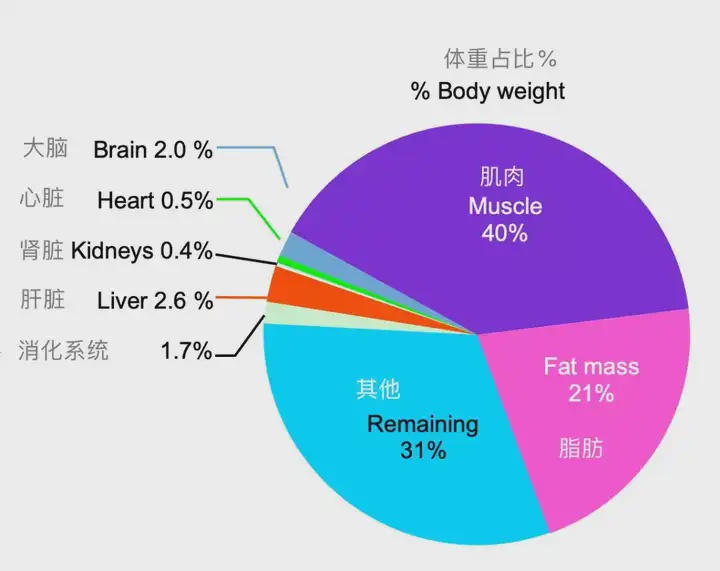 体重占比%
% Body weight
大脑 Brain 2.0 %
心脏 Heart 0.5%
肾脏 Kidneys 0.4%
肝脏 Liver 2.6 %
消化系统 1.7%
肌肉
Muscle
40%
Fat mass
21%
脂肪
其他
Remaining
31%